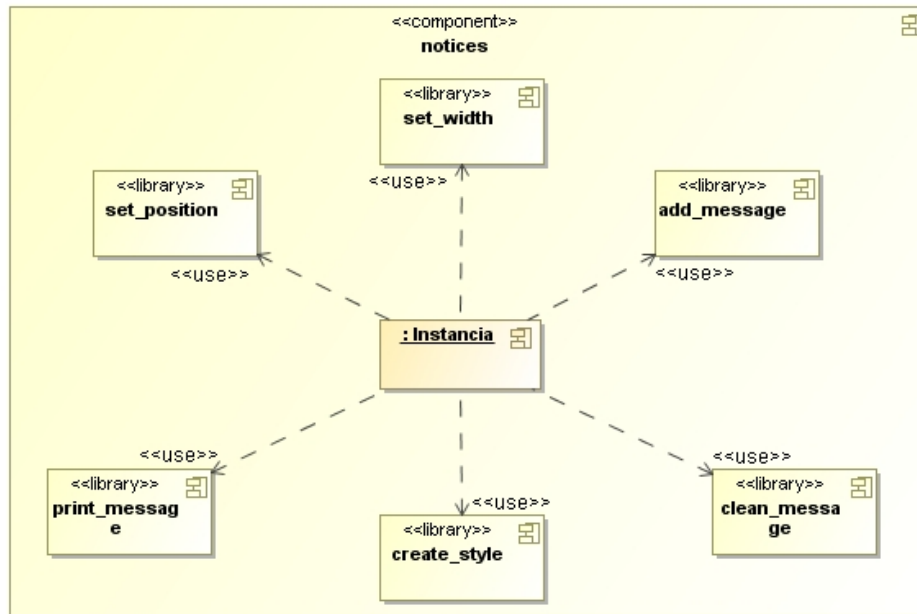 <<component>>
notices
<<library>>
set_width
<<use>>
<<library>>
set_position
<<use>>
<<library>>
add_message
<<use>>
: Instancia
<<use>>
<<library>>
print_messag
e
<<use>>
<<library>>
create_style
<<use>>
<<library>>
clean_messa
ge